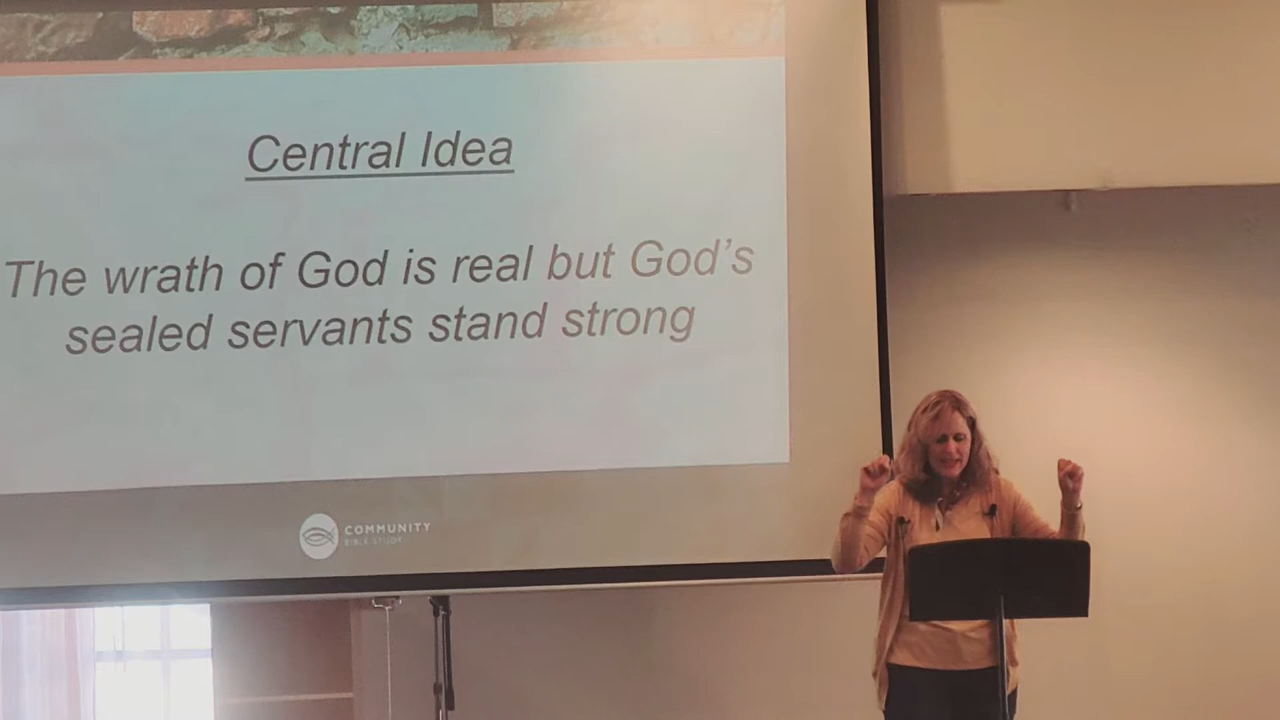 Central Idea
The wrath of God is real but God's
sealed servants stand strong
COMMUNITY
BIBLE STUDY